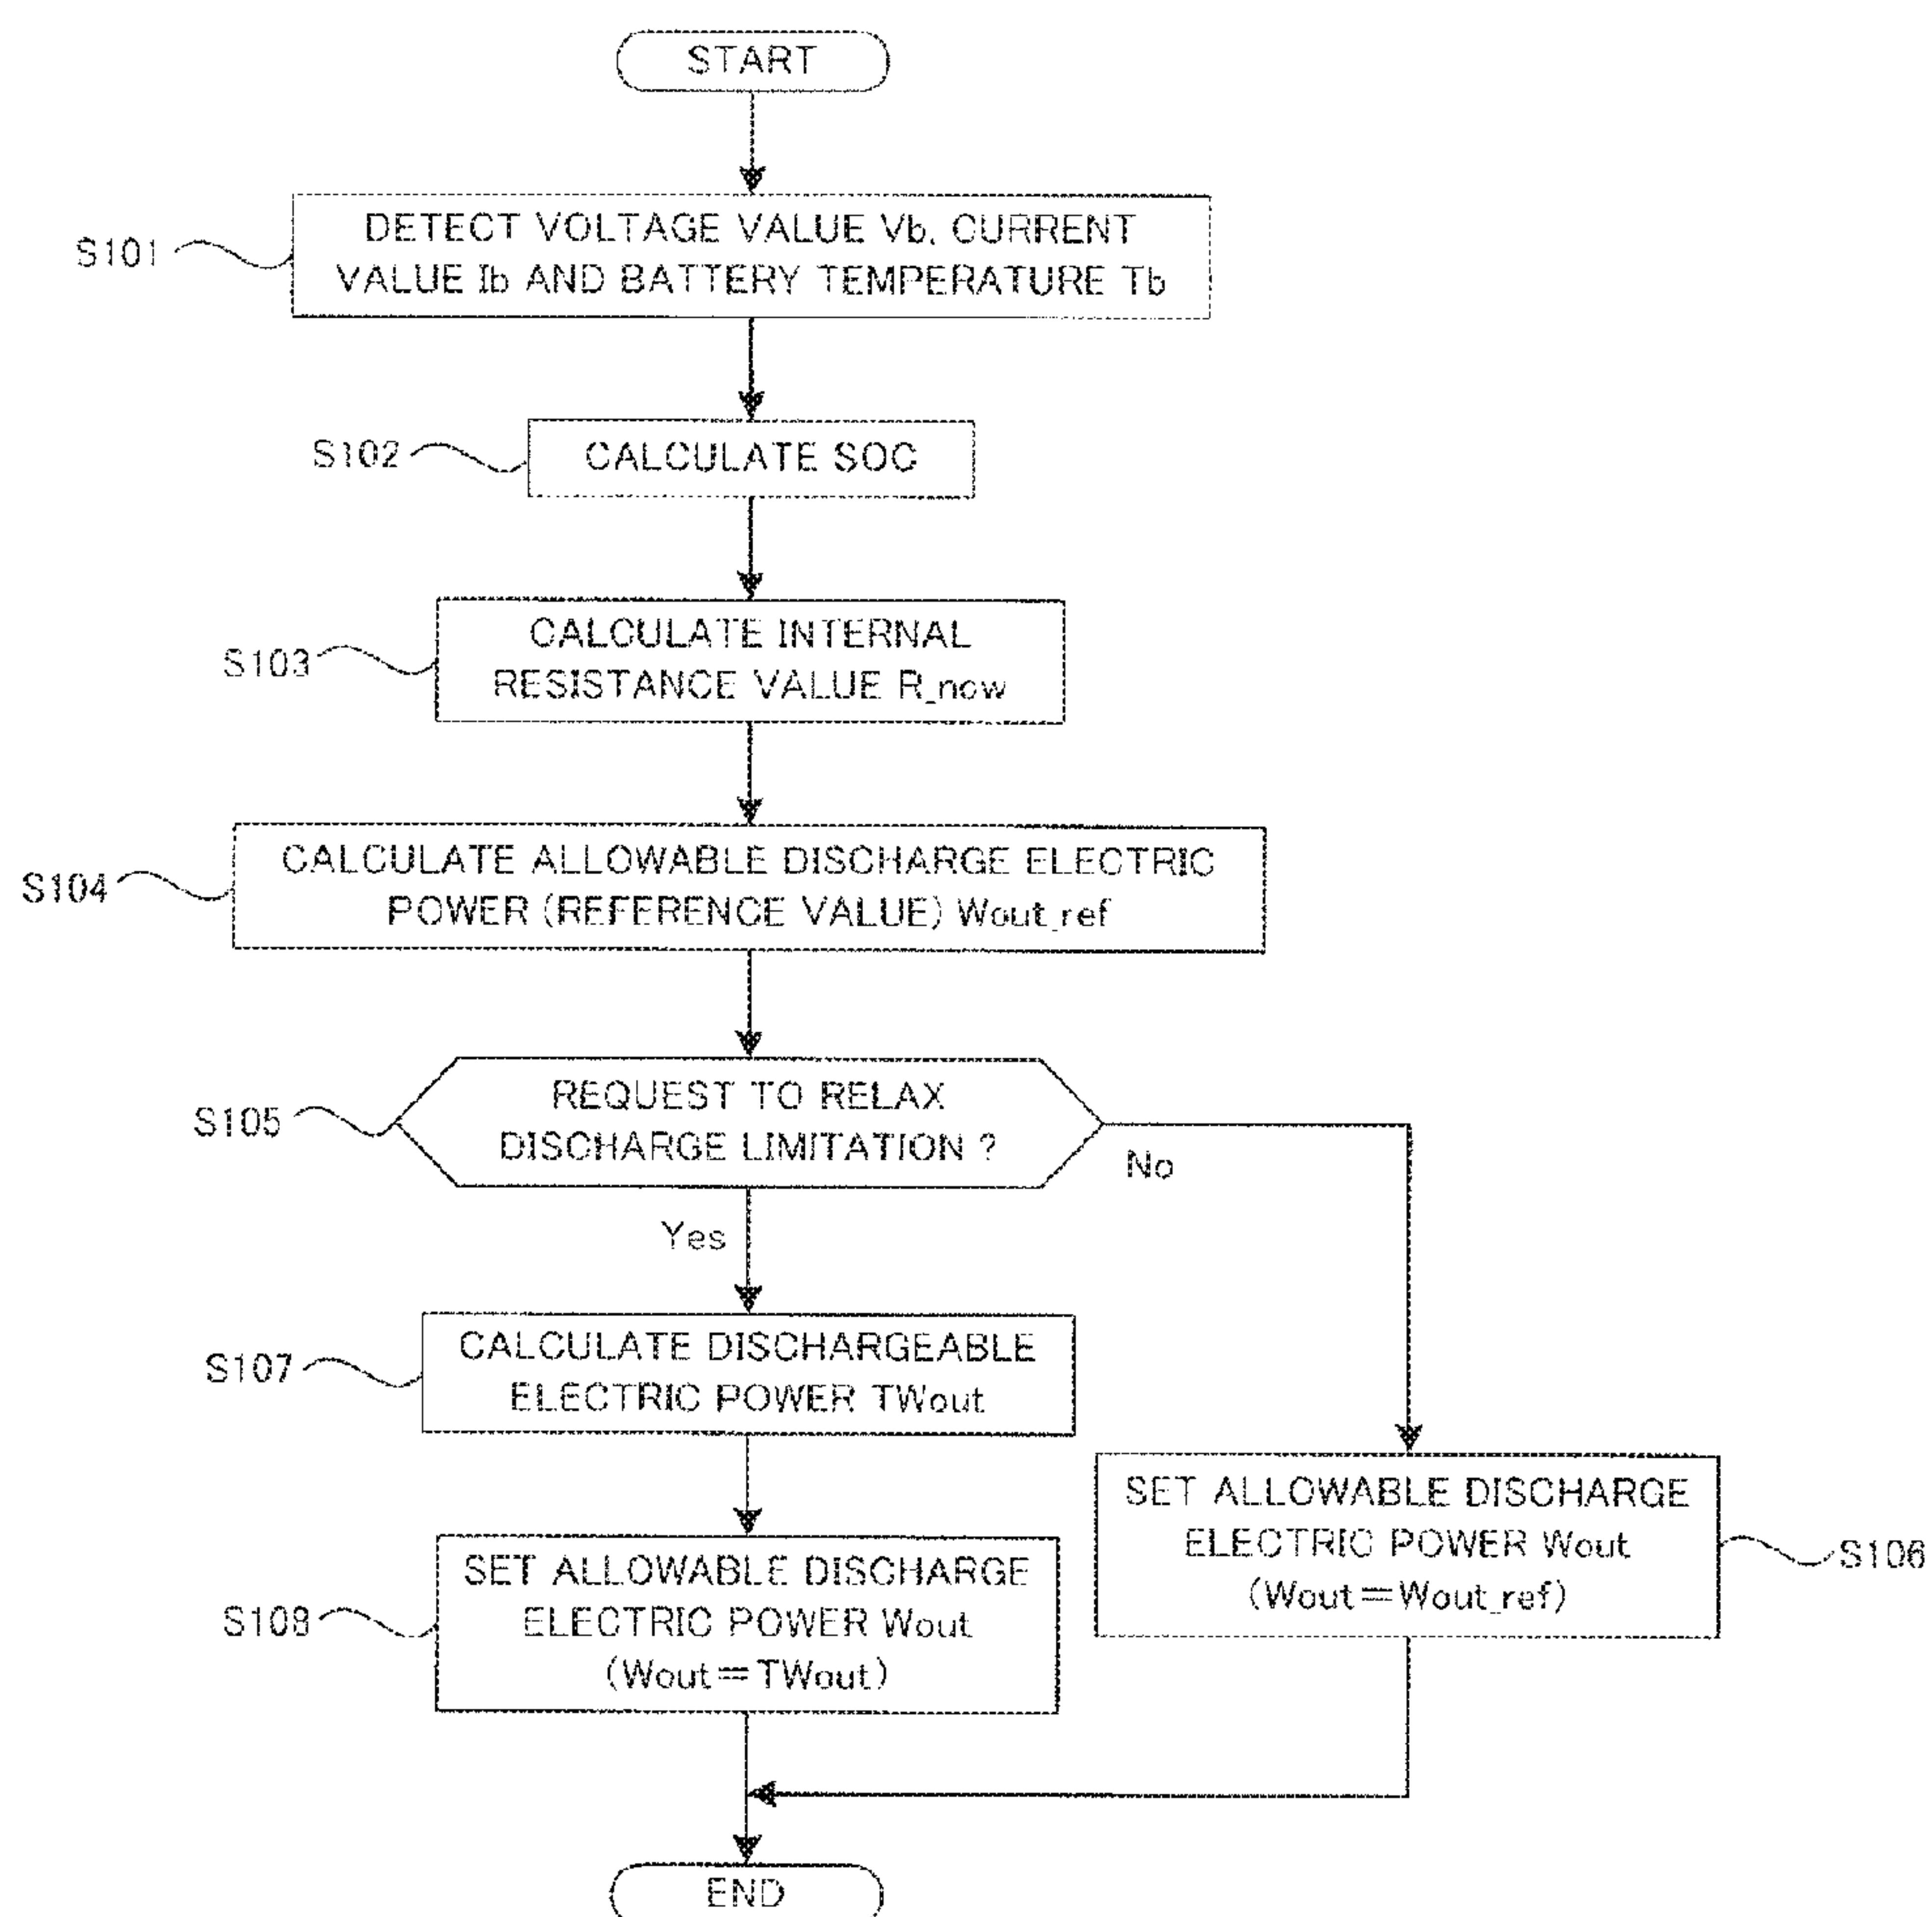 START
S101
DETECT VOLTAGE VALUE Vb, CURRENT
VALUE Ib AND BATTERY TEMPERATURE Tb
S102
CALCULATE SOC
S103
CALCULATE INTERNAL
RESISTANCE VALUE R_now
S104
CALCULATE ALLOWABLE DISCHARGE ELECTRIC
POWER (REFERENCE VALUE) Wout_ref
S105
REQUEST TO RELAX
DISCHARGE LIMITATION ?
No
Yes
S107
CALCULATE DISCHARGEABLE
ELECTRIC POWER TWout
SET ALLOWABLE DISCHARGE
ELECTRIC POWER Wout
(Wout=Wout_ref)
S106
S108
SET ALLOWABLE DISCHARGE
ELECTRIC POWER Wout
(Wout=TWout)
END